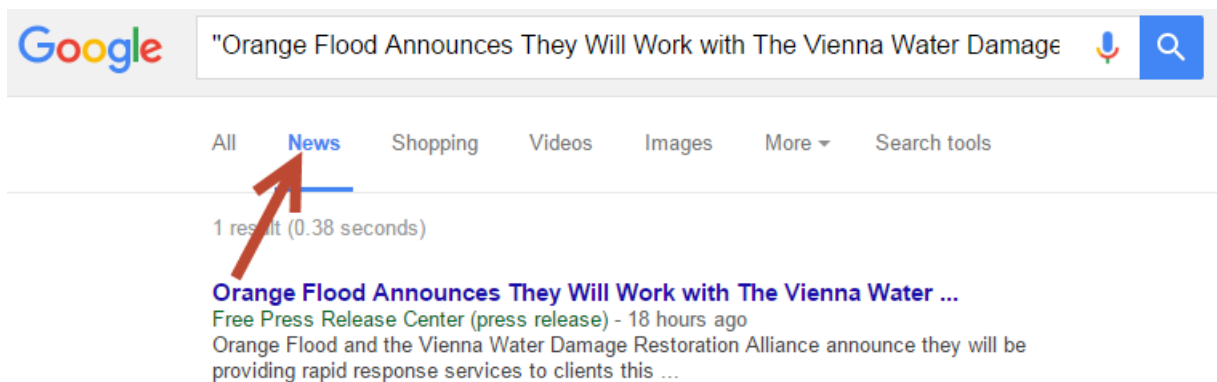 Google "Orange Flood Announces They Will Work with The Vienna Water Damage
All News Shopping Videos Images More Search tools
1 result (0.38 seconds)
Orange Flood Announces They Will Work with The Vienna Water ...
Free Press Release Center (press release) - 18 hours ago
Orange Flood and the Vienna Water Damage Restoration Alliance announce they will be
providing rapid response services to clients this ...